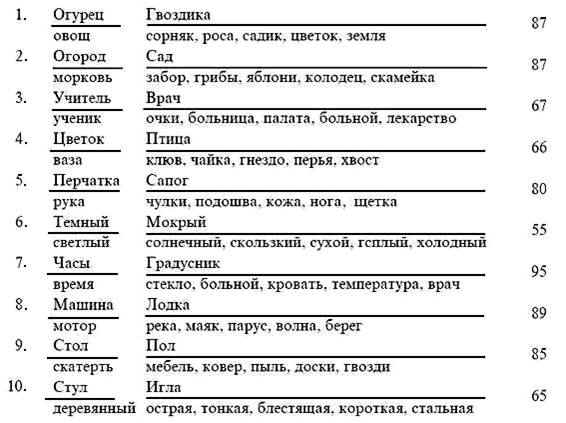 1. Огурец Гвоздика 87
овощ сорняк, роса, садик, цветок, земля
2. Огород Сад 87
морковь забор, грибы, яблони, колодец, скамейка
3. Учитель Врач 67
ученик очки, больница, палата, больной, лекарство
4. Цветок Птица 66
ваза клюв, чайка, гнездо, перья, хвост
5. Перчатка Сапог 80
рука чулки, подошва, кожа, нога, щетка
6. Темный Мокрый 55
светлый солнечный, скользкий, сухой, гсплый, холодный
7. Часы Градусник 95
время стекло, больной, кровать, температура, врач
8. Машина Лодка 89
мотор река, маяк, парус, волна, берег
9. Стол Пол 85
скатерть мебель, ковер, пыль, доски, гвозди
10. Стул Игла 65
деревянный острая, тонкая, блестящая, короткая, стальная